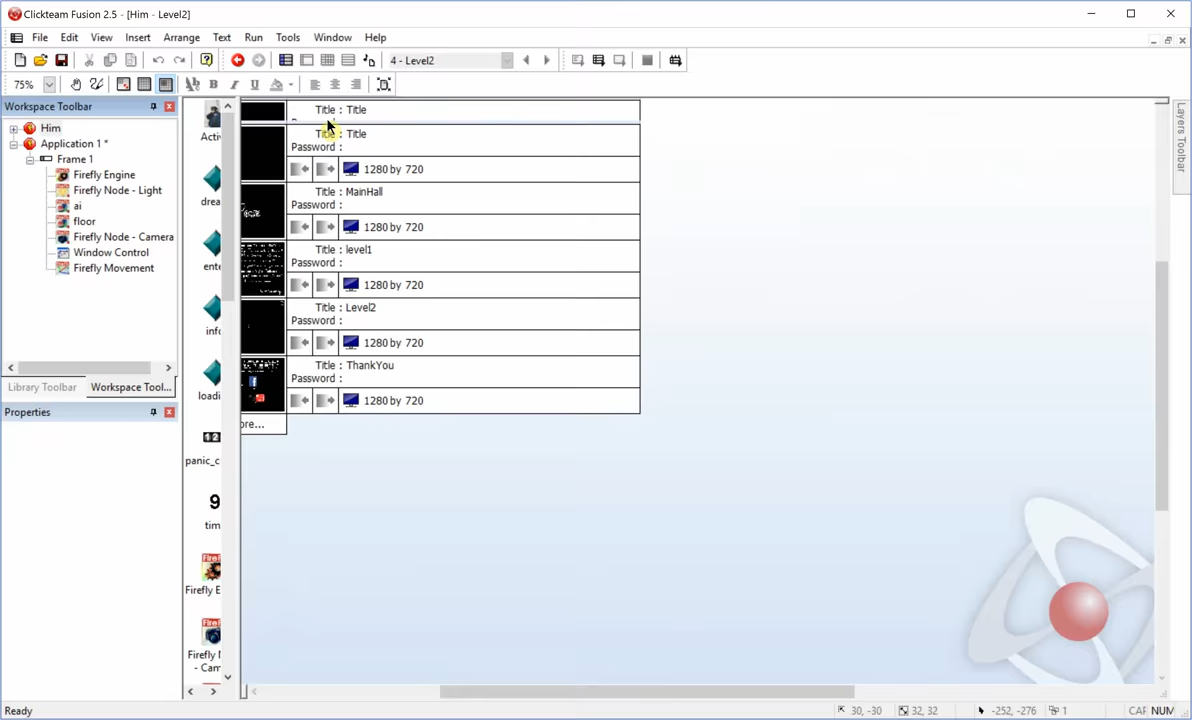 Clickteam Fusion 2.5 - [Him - Level2]
File Edit View Insert Arrange Text Run Tools Window Help
4 - Level2
75%
Workspace Toolbar
Him
Application 1 *
Frame 1
Firefly Engine
Firefly Node - Light
ai
floor
Firefly Node - Camera
Window Control
Firefly Movement
Library Toolbar
Workspace Tool...
Properties
Acti
drea
ente
info
loadi
12
panic_c
9
tim
Firefly E
Firefly N
- Cam
Title : Title
Title : Title
Password :
1280 by 720
Title : MainHall
Password :
1280 by 720
Title : level1
Password :
1280 by 720
Title : Level2
Password :
1280 by 720
Title : ThankYou
Password :
1280 by 720
ore...
Layers Toolbar
Ready
30, -30
32, 32
-252, -276
1
CAP
NUM